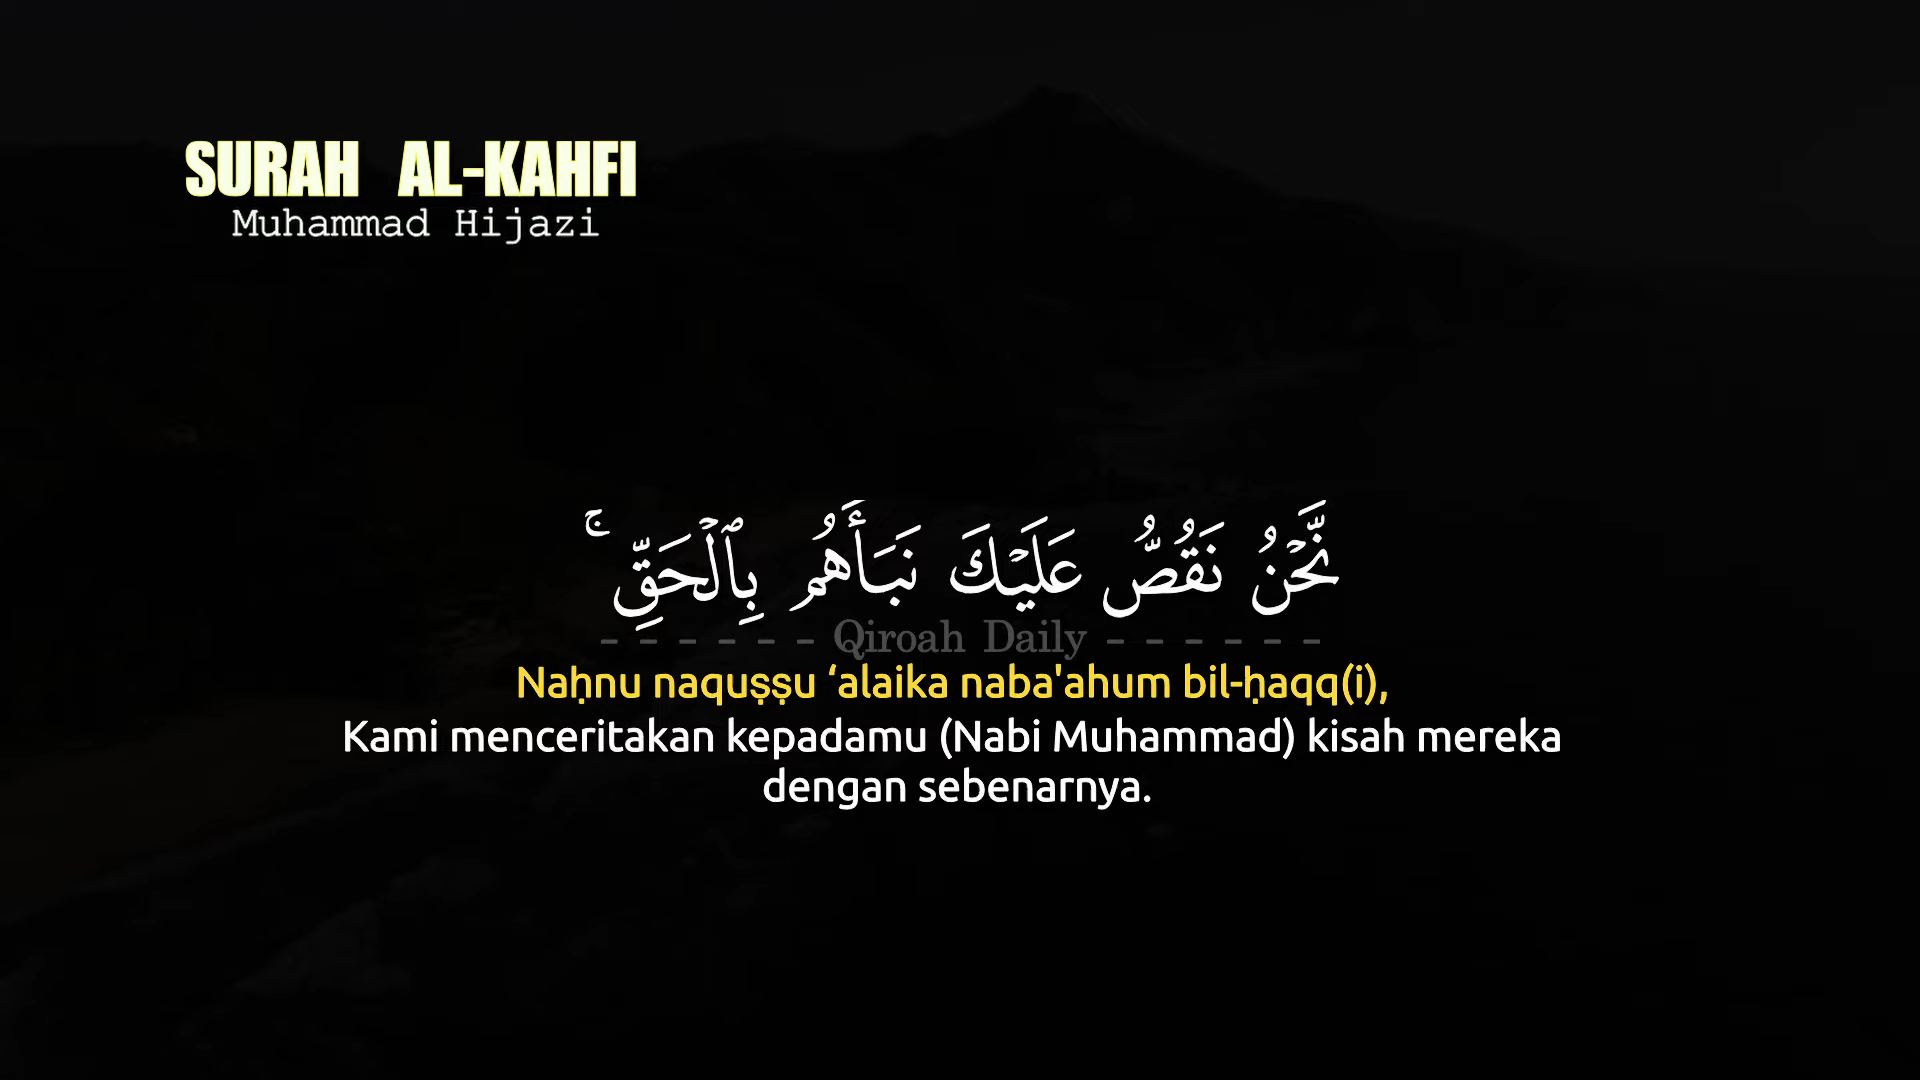 SURAH AL-KAHFI
Muhammad Hijazi
نَّحْنُ نَقُصُّ عَلَيْكَ نَبَأَهُم بِٱلْحَقِّ ۚ
- - - - - - Qiroah Daily - - - - - -
Naḥnu naquṣṣu ‘alaika naba'ahum bil-ḥaqq(i),
Kami menceritakan kepadamu (Nabi Muhammad) kisah mereka
dengan sebenarnya.